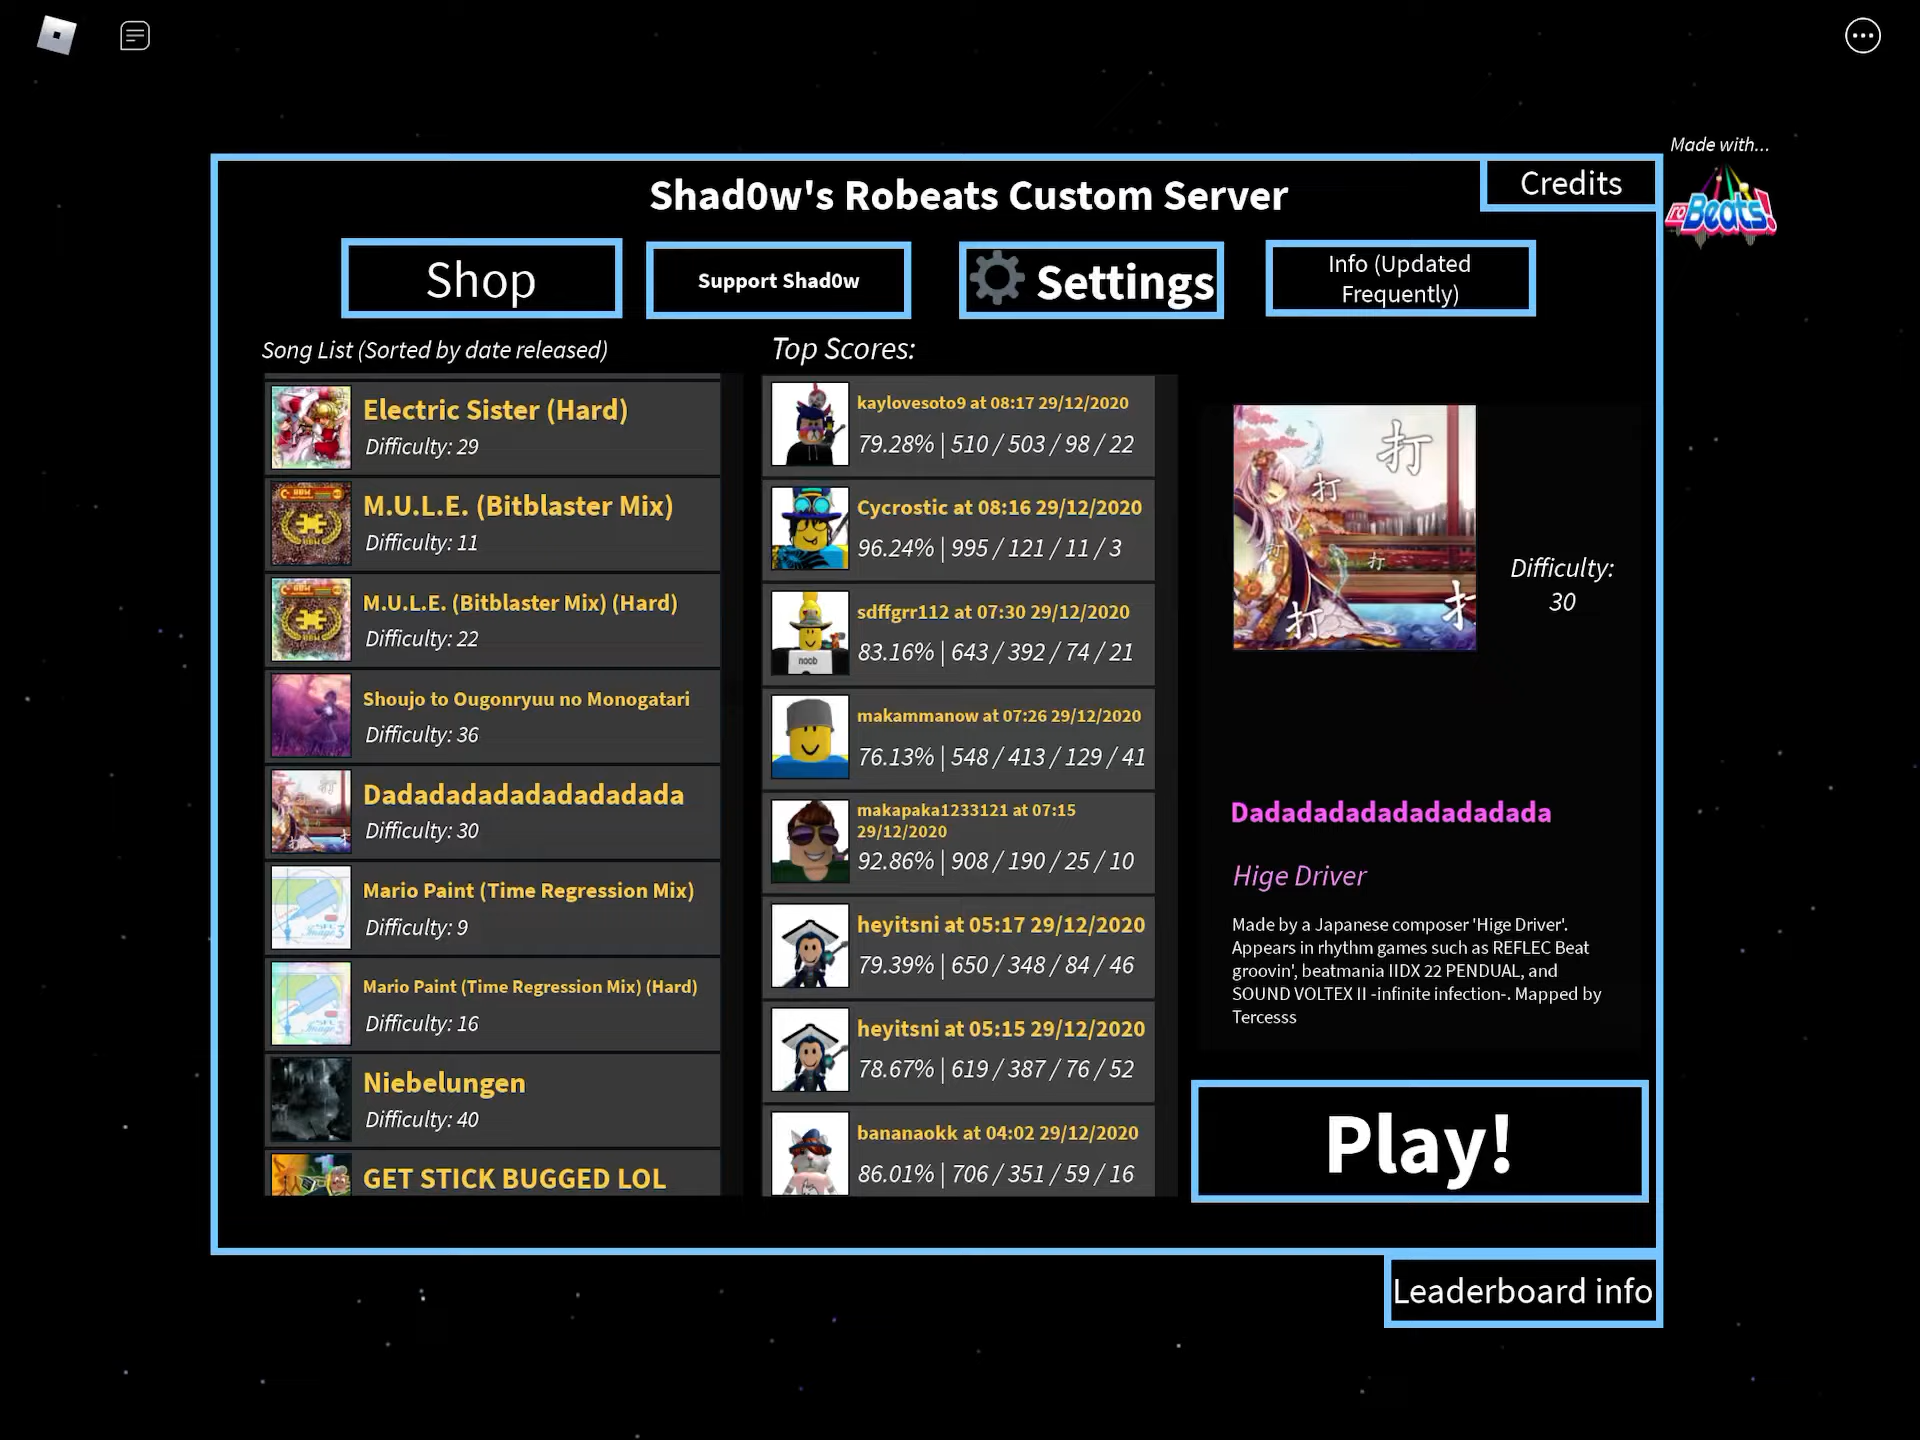 Made with...
roBeats!
Credits
Shad0w's Robeats Custom Server
Shop
Support Shad0w
Settings
Info (Updated
Frequently)
Song List (Sorted by date released)
Electric Sister (Hard)
Difficulty: 29
M.U.L.E. (Bitblaster Mix)
Difficulty: 11
M.U.L.E. (Bitblaster Mix) (Hard)
Difficulty: 22
Shoujo to Ougonryuu no Monogatari
Difficulty: 36
Dadadadadadadadadada
Difficulty: 30
Mario Paint (Time Regression Mix)
Difficulty: 9
Mario Paint (Time Regression Mix) (Hard)
Difficulty: 16
Niebelungen
Difficulty: 40
GET STICK BUGGED LOL
Top Scores:
kaylovesoto9 at 08:17 29/12/2020
79.28% | 510 / 503 / 98 / 22
Cycrostic at 08:16 29/12/2020
96.24% | 995 / 121 / 11 / 3
noob
sdffgrr112 at 07:30 29/12/2020
83.16% | 643 / 392 / 74 / 21
makammanow at 07:26 29/12/2020
76.13% | 548 / 413 / 129 / 41
makapaka1233121 at 07:15
29/12/2020
92.86% | 908 / 190 / 25 / 10
heyitsni at 05:17 29/12/2020
79.39% | 650 / 348 / 84 / 46
heyitsni at 05:15 29/12/2020
78.67% | 619 / 387 / 76 / 52
bananaokk at 04:02 29/12/2020
86.01% | 706 / 351 / 59 / 16
打
打
打
打
打
打
Difficulty:
30
Dadadadadadadadadada
Hige Driver
Made by a Japanese composer 'Hige Driver'.
Appears in rhythm games such as REFLEC Beat
groovin', beatmania IIDX 22 PENDUAL, and
SOUND VOLTEX II -infinite infection-. Mapped by
Tercesss
Play!
Leaderboard info